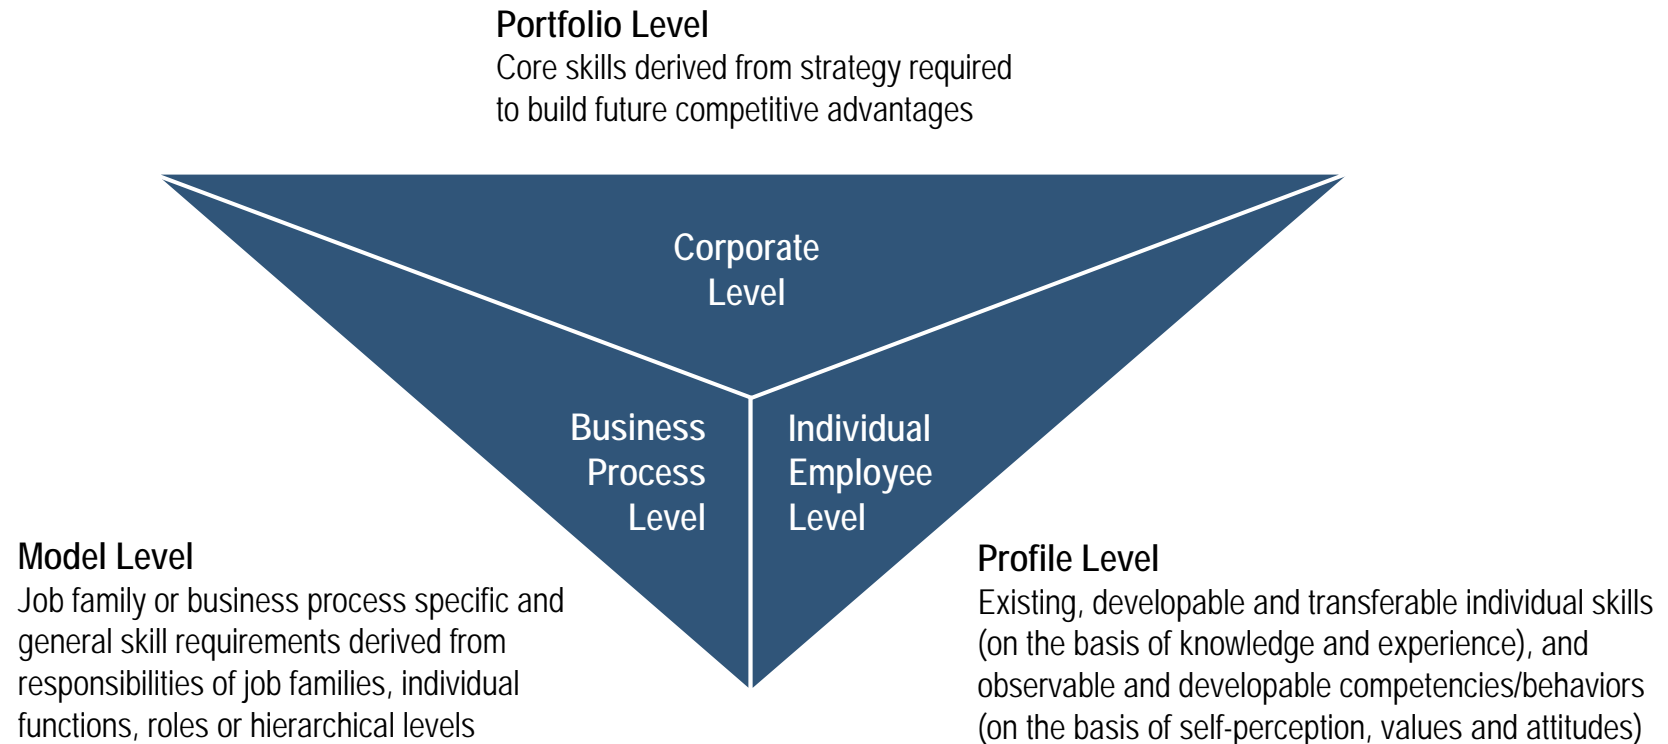 Portfolio Level
Core skills derived from strategy required
to build future competitive advantages
Corporate
Level
Business
Process
Level
Individual
Employee
Level
Model Level
Job family or business process specific and
general skill requirements derived from
responsibilities of job families, individual
functions, roles or hierarchical levels
Profile Level
Existing, developable and transferable individual skills
(on the basis of knowledge and experience), and
observable and developable competencies/behaviors
(on the basis of self-perception, values and attitudes)